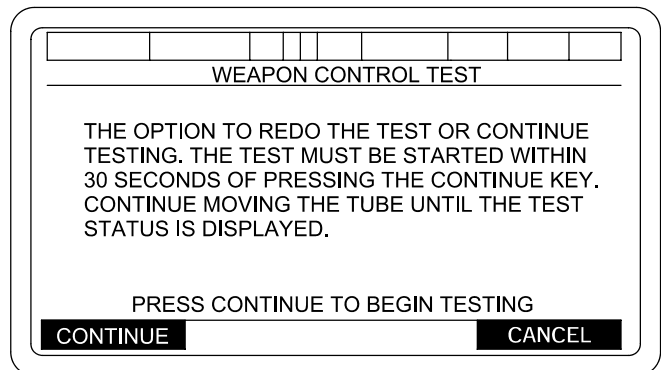 WEAPON CONTROL TEST
THE OPTION TO REDO THE TEST OR CONTINUE
TESTING. THE TEST MUST BE STARTED WITHIN
30 SECONDS OF PRESSING THE CONTINUE KEY.
CONTINUE MOVING THE TUBE UNTIL THE TEST
STATUS IS DISPLAYED.
PRESS CONTINUE TO BEGIN TESTING
CONTINUE CANCEL